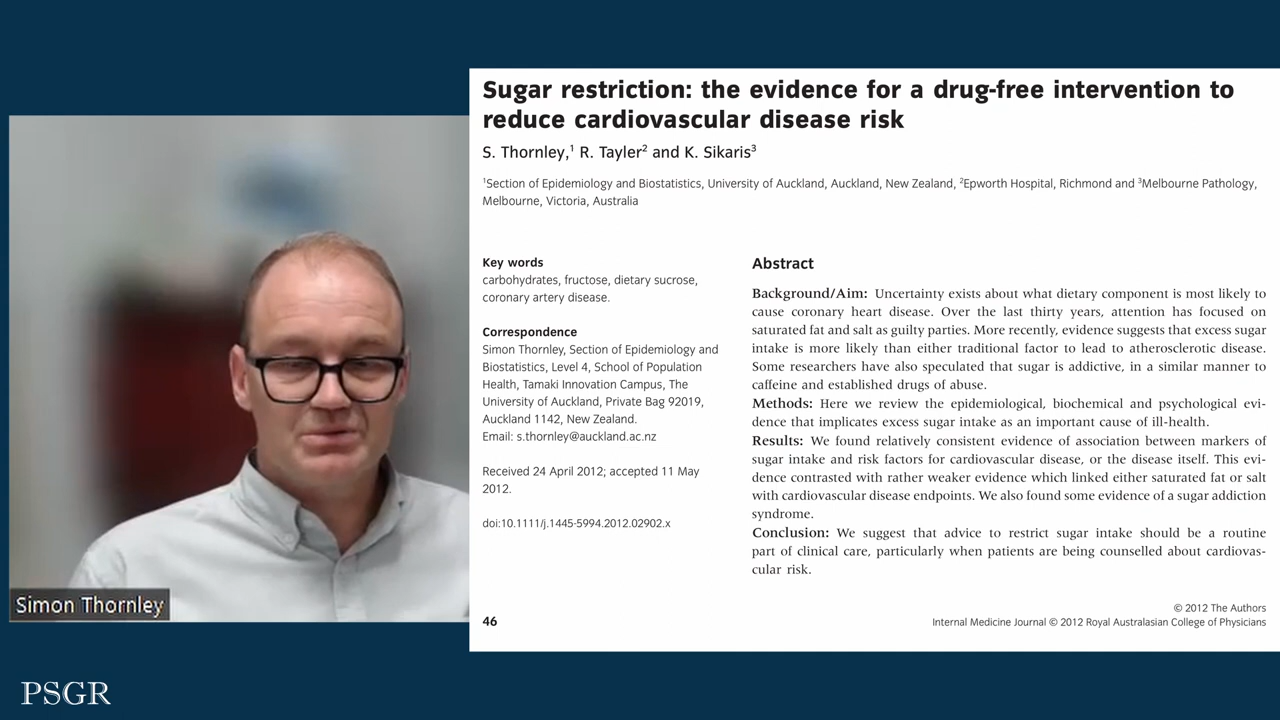 Sugar restriction: the evidence for a drug-free intervention to
reduce cardiovascular disease risk
S. Thornley,¹ R. Tayler² and K. Sikaris³
¹Section of Epidemiology and Biostatistics, University of Auckland, Auckland, New Zealand, ²Epworth Hospital, Richmond and ³Melbourne Pathology,
Melbourne, Victoria, Australia
Key words
carbohydrates, fructose, dietary sucrose,
coronary artery disease.
Correspondence
Simon Thornley, Section of Epidemiology and
Biostatistics, Level 4, School of Population
Health, Tamaki Innovation Campus, The
University of Auckland, Private Bag 92019,
Auckland 1142, New Zealand.
Email: s.thornley@auckland.ac.nz
Received 24 April 2012; accepted 11 May
2012.
doi:10.1111/j.1445-5994.2012.02902.x
Abstract
Background/Aim: Uncertainty exists about what dietary component is most likely to
cause coronary heart disease. Over the last thirty years, attention has focused on
saturated fat and salt as guilty parties. More recently, evidence suggests that excess sugar
intake is more likely than either traditional factor to lead to atherosclerotic disease.
Some researchers have also speculated that sugar is addictive, in a similar manner to
caffeine and established drugs of abuse.
Methods: Here we review the epidemiological, biochemical and psychological evi-
dence that implicates excess sugar intake as an important cause of ill-health.
Results: We found relatively consistent evidence of association between markers of
sugar intake and risk factors for cardiovascular disease, or the disease itself. This evi-
dence contrasted with rather weaker evidence which linked either saturated fat or salt
with cardiovascular disease endpoints. We also found some evidence of a sugar addiction
syndrome.
Conclusion: We suggest that advice to restrict sugar intake should be a routine
part of clinical care, particularly when patients are being counselled about cardiovas-
cular risk.
46
© 2012 The Authors
Internal Medicine Journal © 2012 Royal Australasian College of Physicians
Simon Thornley
PSGR